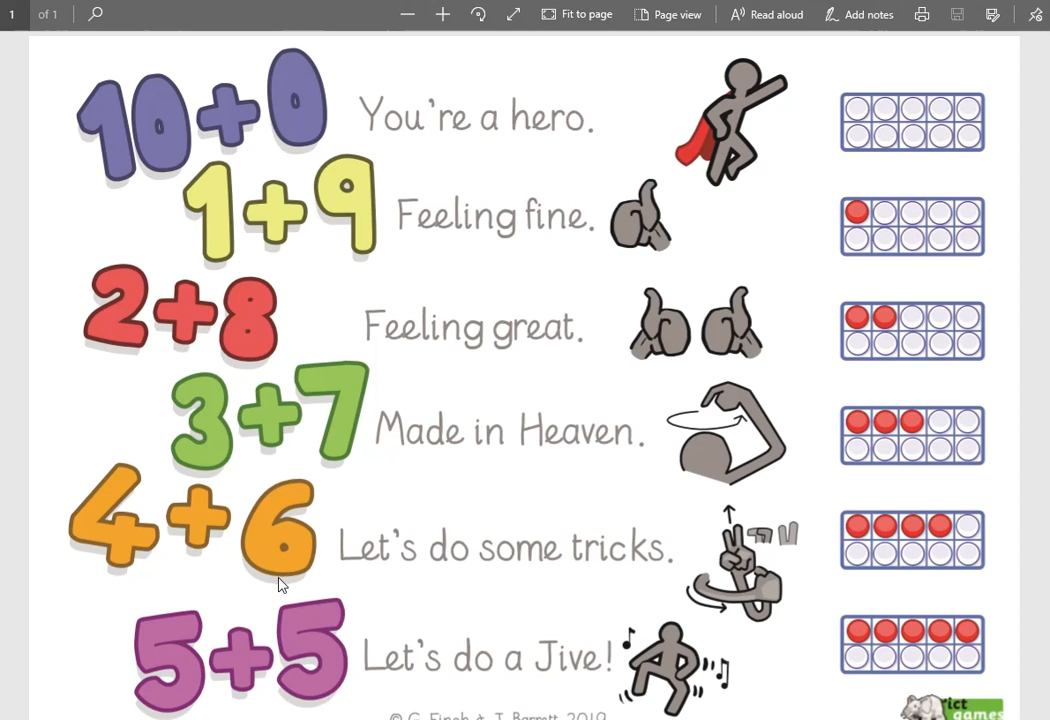 1 of 1 Fit to page Page view Read aloud Add notes
10+0 You're a hero.
1+9 Feeling fine.
2+8 Feeling great.
3+7 Made in Heaven.
4+6 Let's do some tricks.
5+5 Let's do a Jive!
© G. Finch & T. Barrett 2019
ict
games